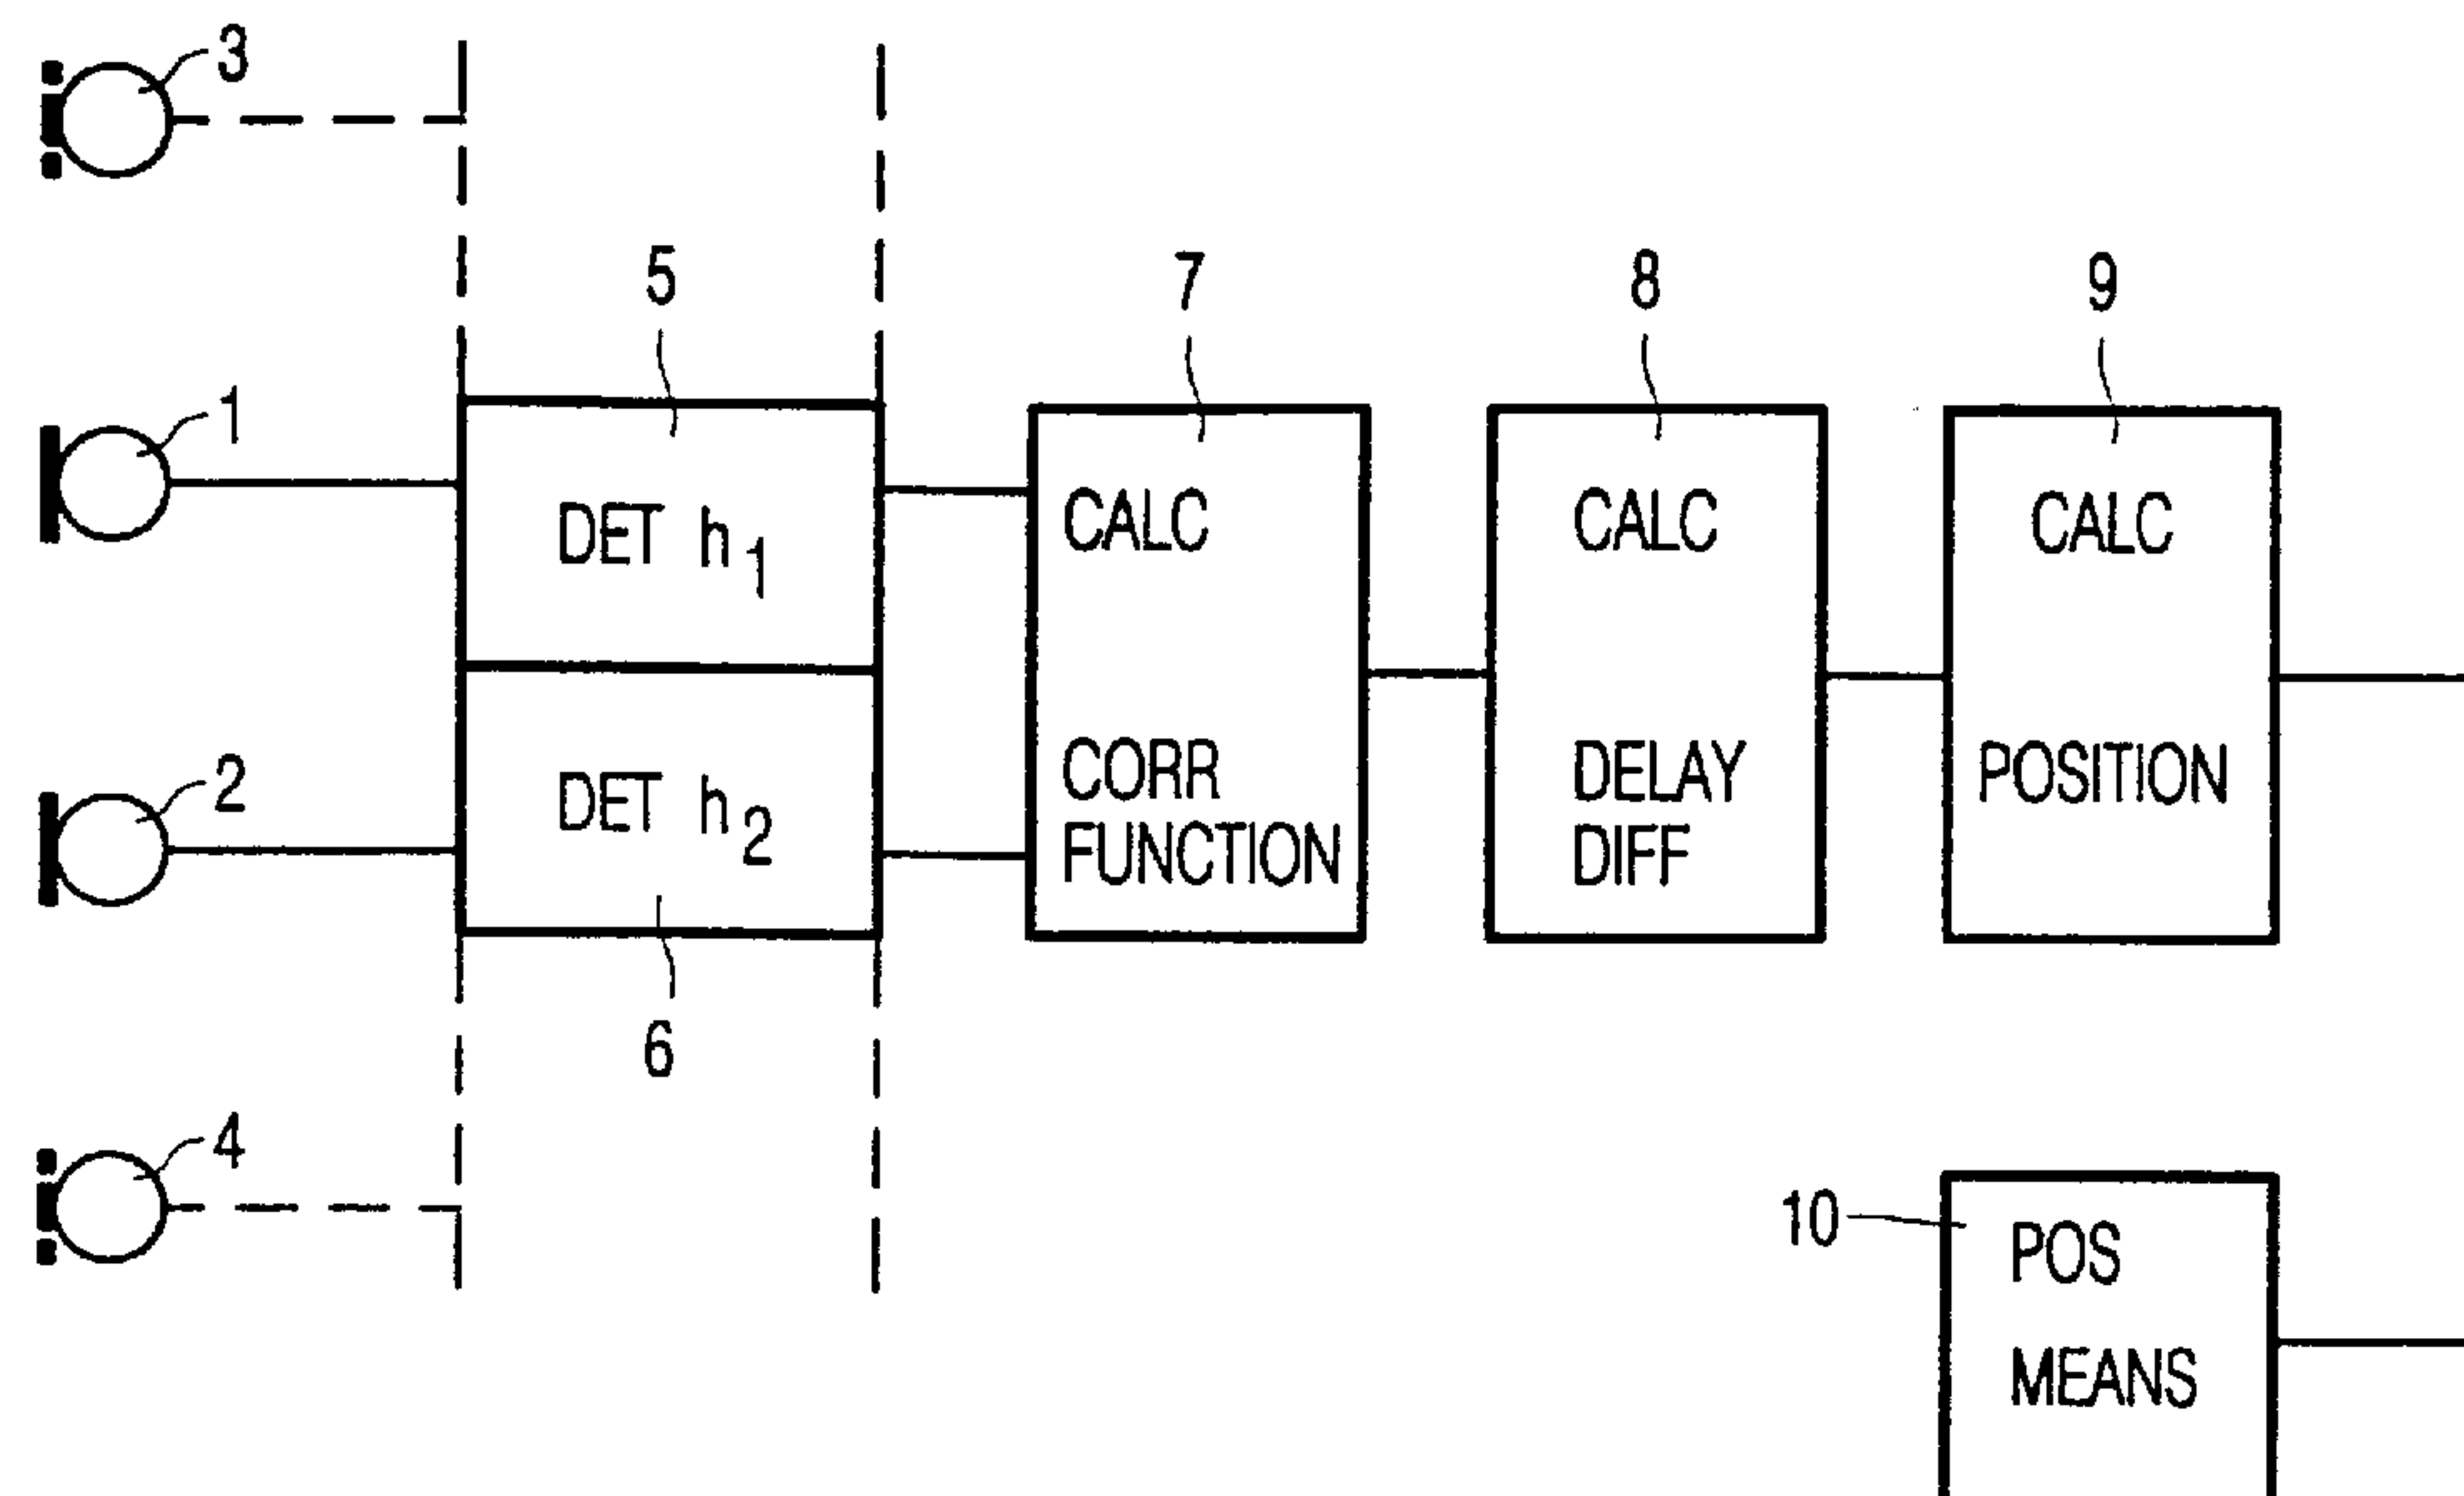 3
5
7
8
9
1
DET h1
CALC
CORR
FUNCTION
CALC
DELAY
DIFF
CALC
POSITION
2
DET h2
6
4
10
POS
MEANS